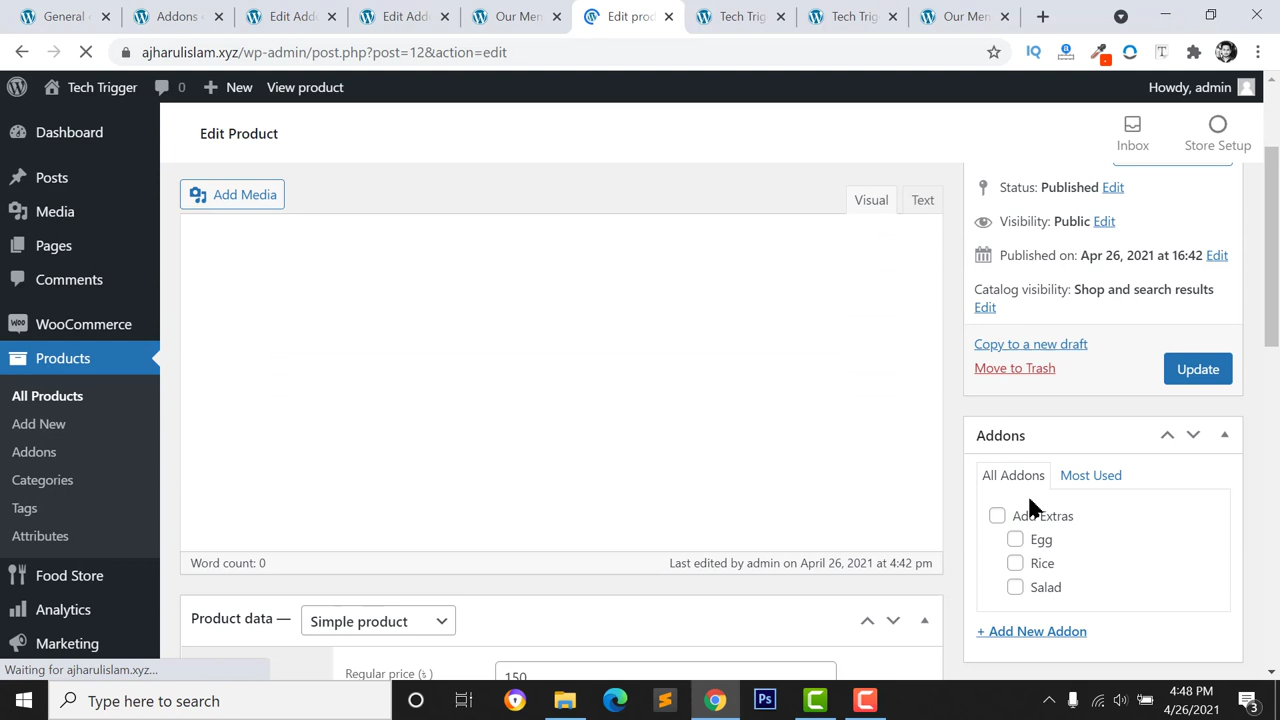 General
Addons
Edit Add
Edit Add
Our Men
Edit prod
Tech Trig
Tech Trig
Our Men
ajharulislam.xyz/wp-admin/post.php?post=12&action=edit
Tech Trigger 0 New View product Howdy, admin
Dashboard
Posts
Media
Pages
Comments
WooCommerce
Products
All Products
Add New
Addons
Categories
Tags
Attributes
Food Store
Analytics
Marketing
Edit Product
Inbox
Store Setup
Add Media
Visual
Text
Word count: 0
Last edited by admin on April 26, 2021 at 4:42 pm
Product data —
Simple product
Regular price (৳ )
150
Status: Published Edit
Visibility: Public Edit
Published on: Apr 26, 2021 at 16:42 Edit
Catalog visibility: Shop and search results
Edit
Copy to a new draft
Move to Trash
Update
Addons
All Addons
Most Used
Add Extras
Egg
Rice
Salad
+ Add New Addon
Waiting for ajharulislam.xyz...
Type here to search
4:48 PM
4/26/2021
3